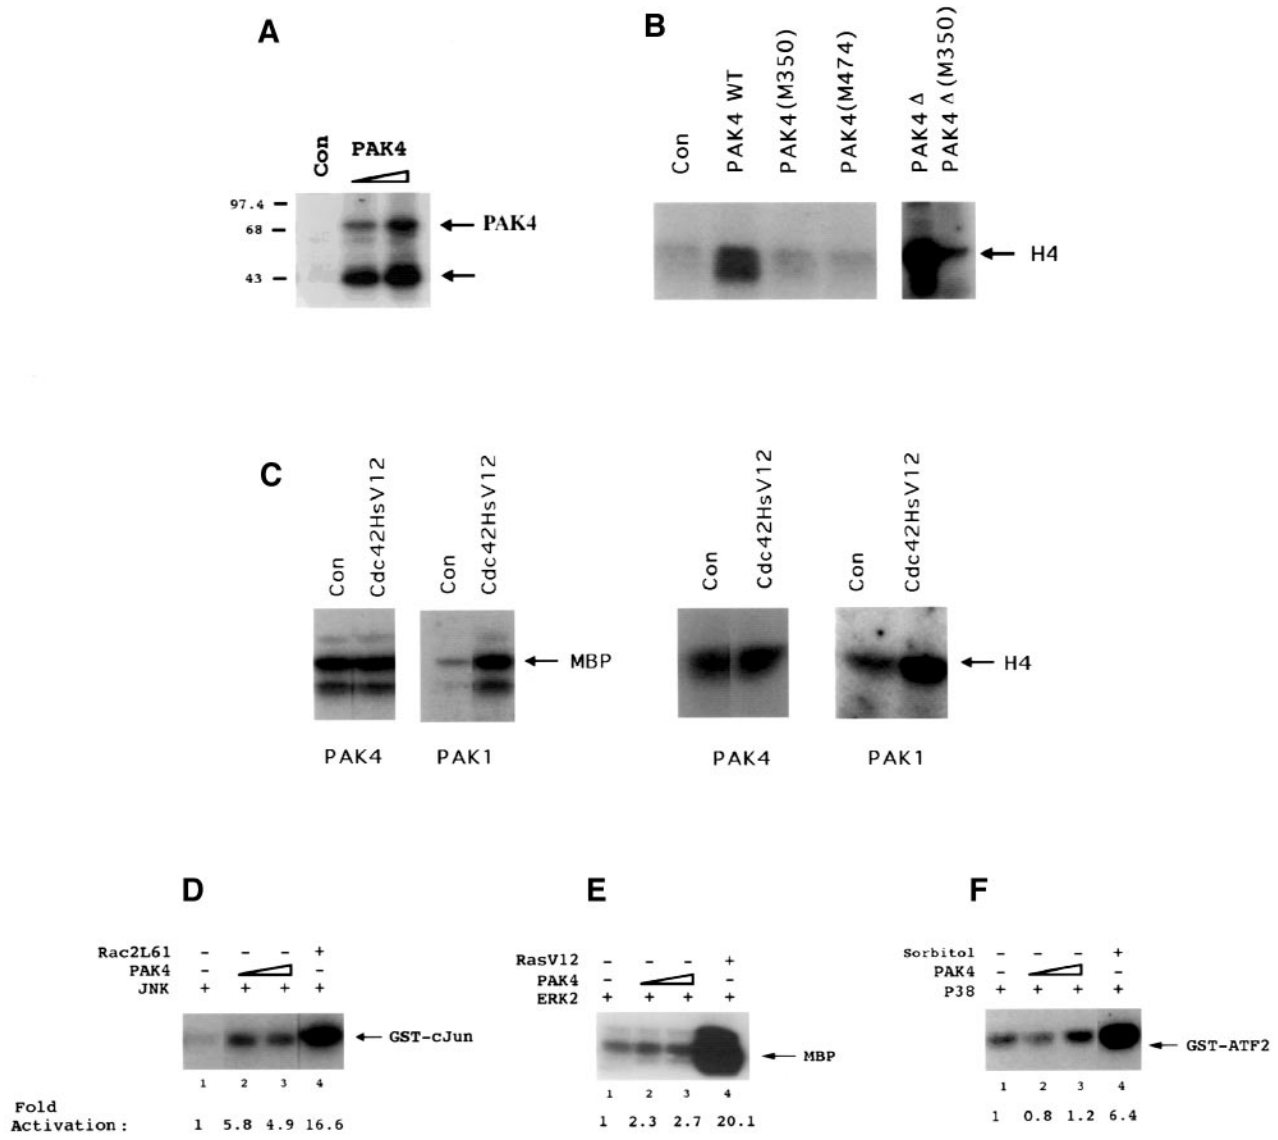 A
Con
PAK4
97.4
68
43
PAK4
B
Con
PAK4 WT
PAK4(M350)
PAK4(M474)
PAK4 Δ
PAK4 Δ(M350)
H4
C
Con
Cdc42HsV12
Con
Cdc42HsV12
MBP
PAK4
PAK1
Con
Cdc42HsV12
Con
Cdc42HsV12
H4
PAK4
PAK1
D
Rac2L61 - - - +
PAK4 - -
JNK + + + +
GST-cJun
1 2 3 4
Fold
Activation: 1 5.8 4.9 16.6
E
RasV12 - - - +
PAK4 - -
ERK2 + + + +
MBP
1 2 3 4
1 2.3 2.7 20.1
F
Sorbitol - - - +
PAK4 - -
P38 + + + +
GST-ATF2
1 2 3 4
1 0.8 1.2 6.4